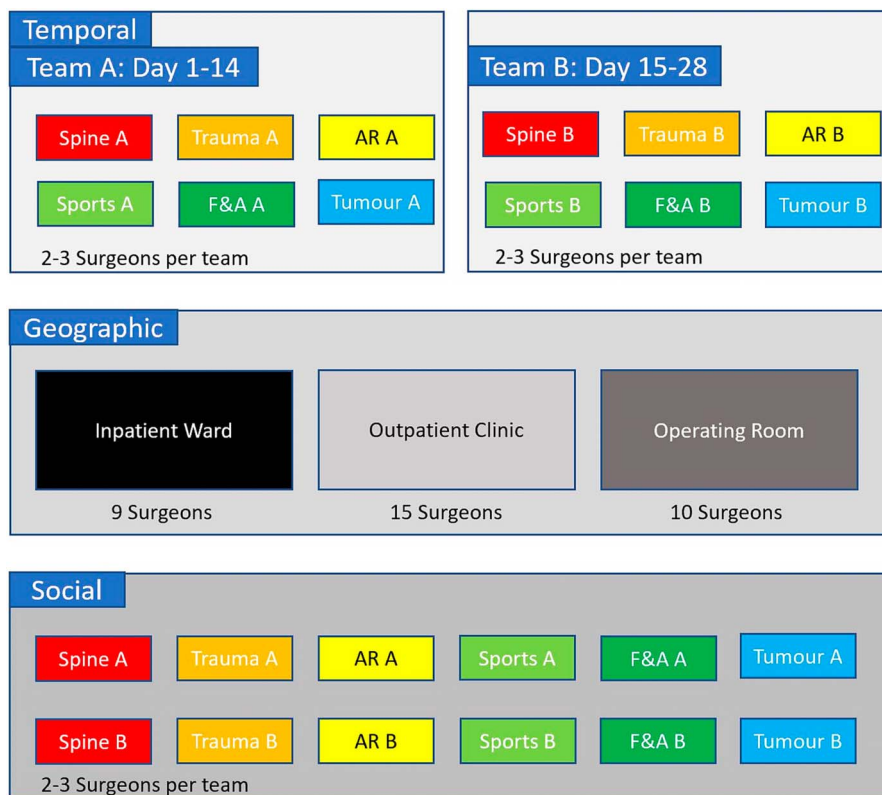 Temporal
Team A: Day 1-14
Spine A Trauma A AR A
Sports A F&A A Tumour A
2-3 Surgeons per team
Team B: Day 15-28
Spine B Trauma B AR B
Sports B F&A B Tumour B
2-3 Surgeons per team
Geographic
Inpatient Ward Outpatient Clinic Operating Room
9 Surgeons 15 Surgeons 10 Surgeons
Social
Spine A Trauma A AR A Sports A F&A A Tumour A
Spine B Trauma B AR B Sports B F&A B Tumour B
2-3 Surgeons per team